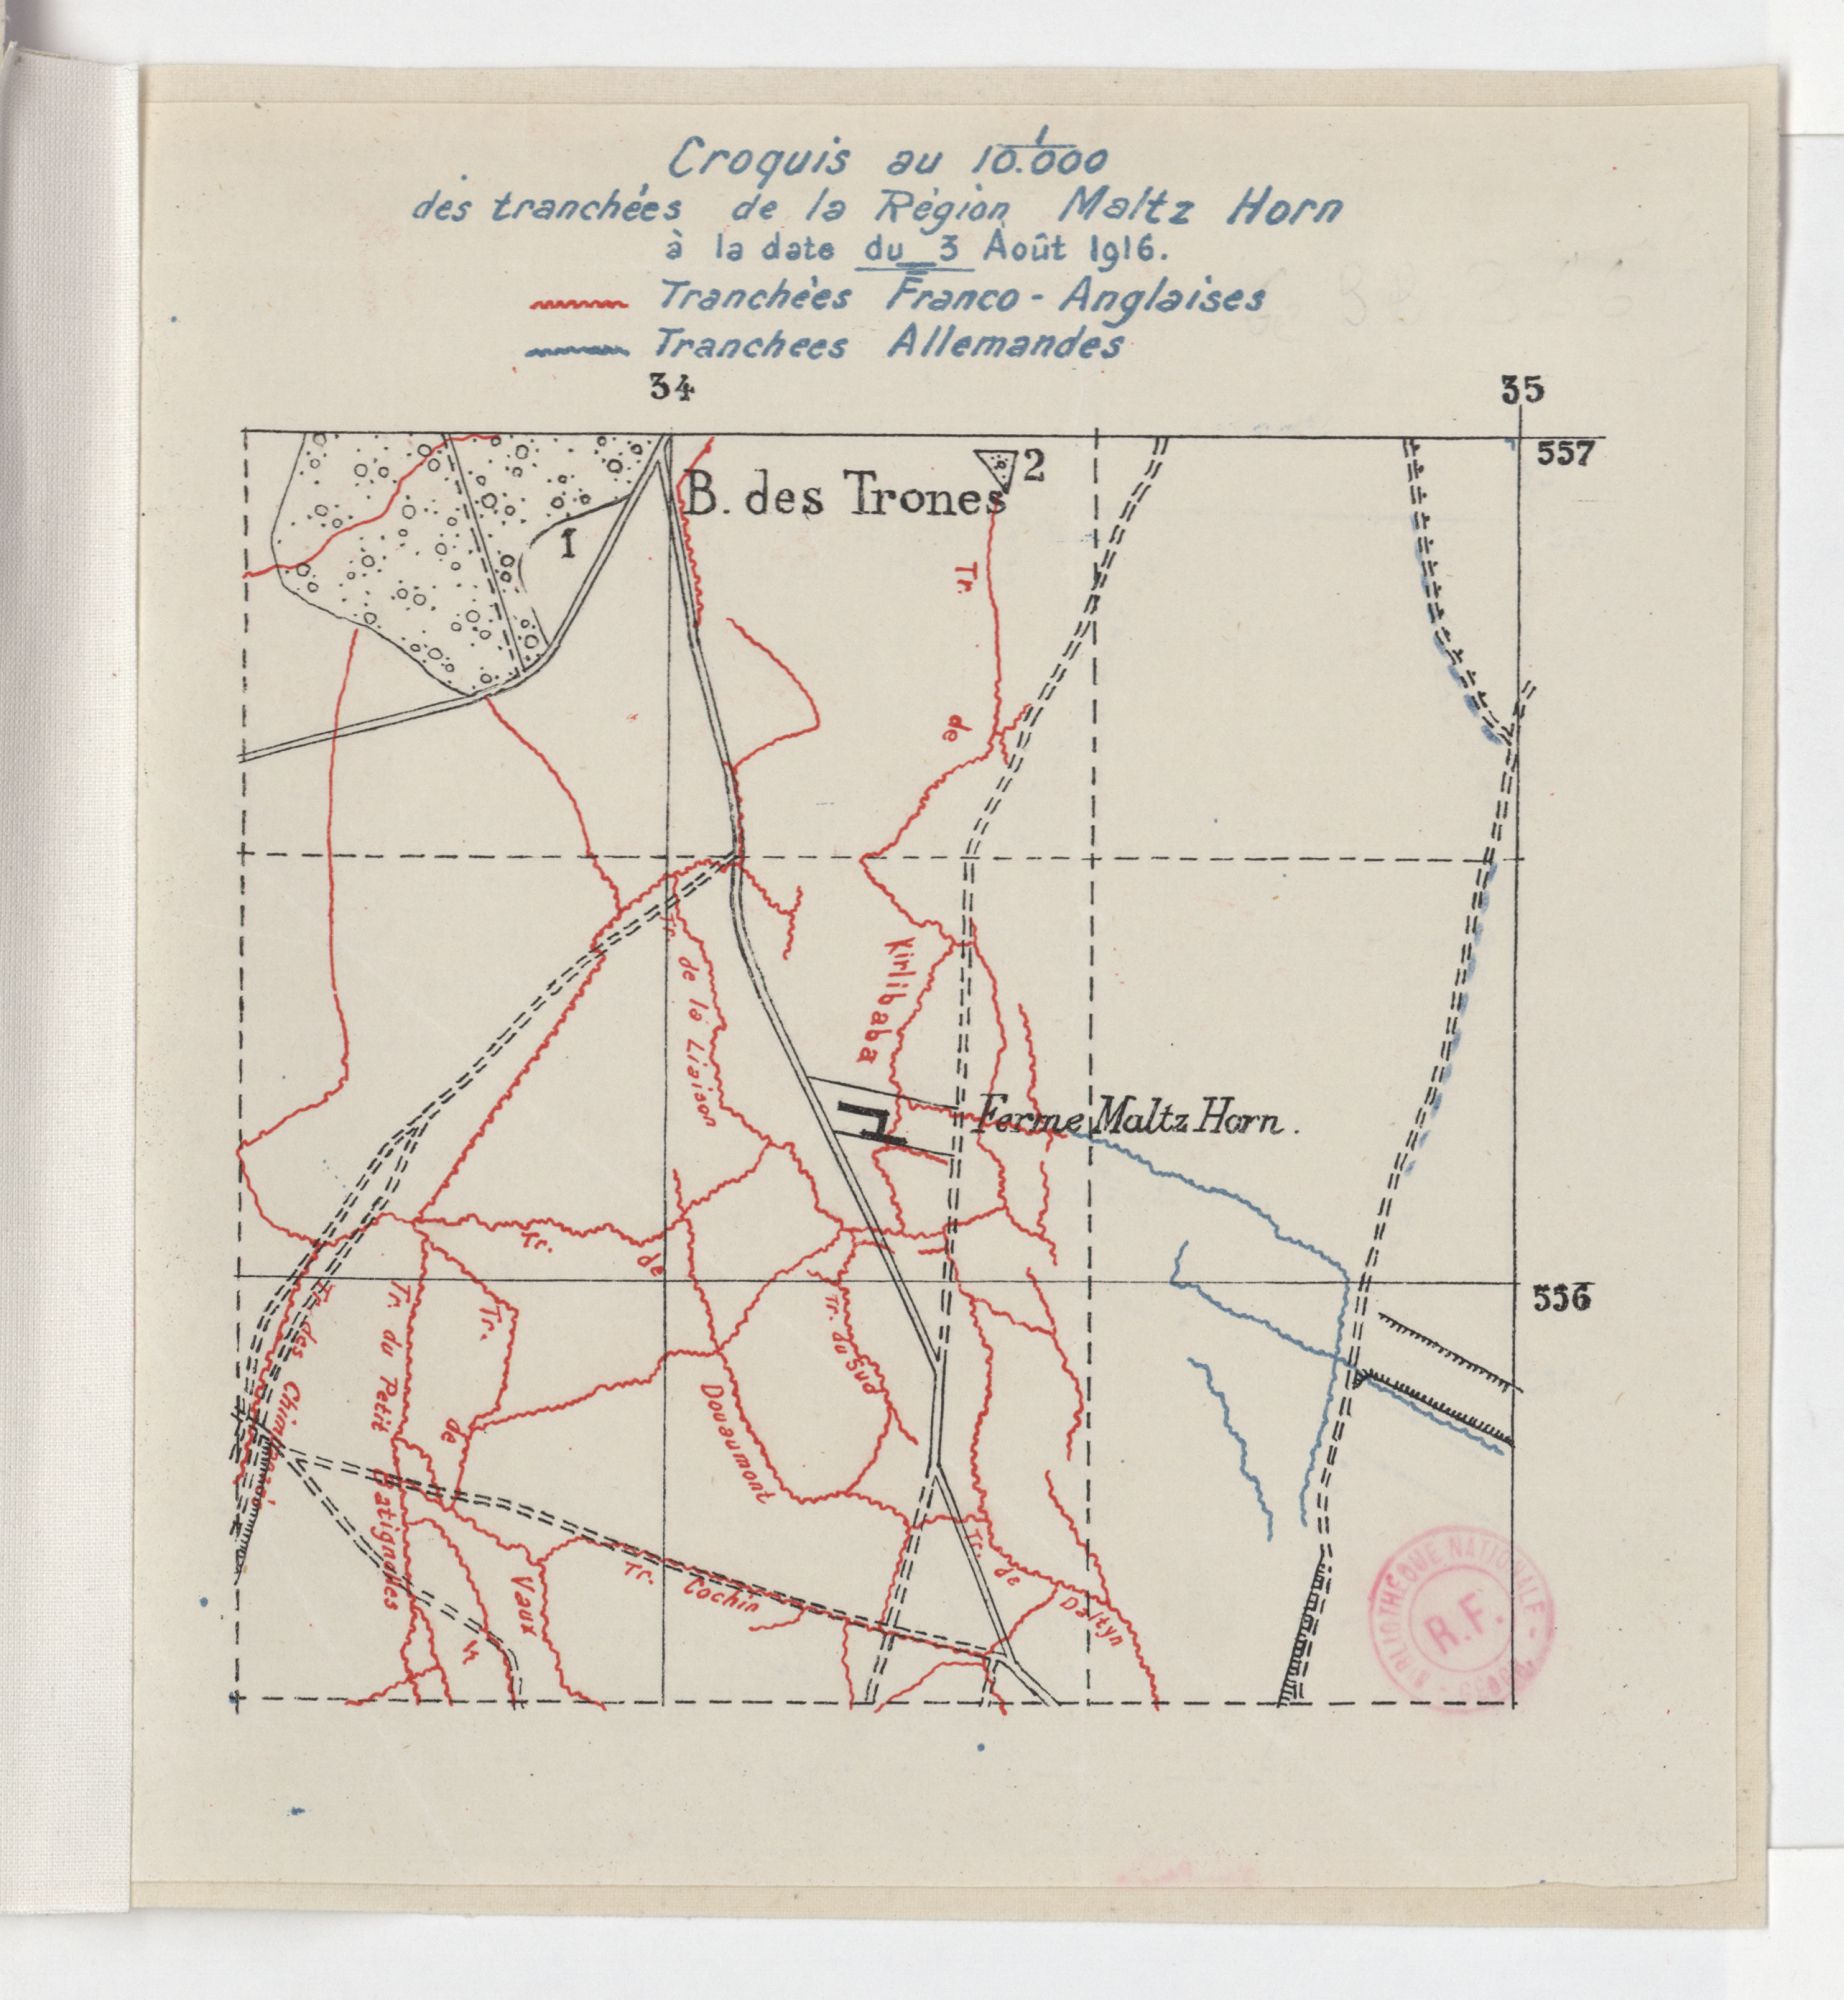 Croquis au 1/10.000
des tranchées de la Région Maltz Horn
à la date du 3 Août 1916.
Tranchées Franco-Anglaises
Tranchees Allemandes
34
35
557
B. des Trones
2
1
Tr. de Kirlibaba
Tr. de la Liaison
Ferme Maltz Horn.
Tr. de Douaumont
556
Tr. des
Tr. du Petit Batignolles
Tr. de Vaux
Tr. du Sud
Tr. Cochin
Tr. de Daltyn
BIBLIOTHEQUE NATIONALE
R.F.